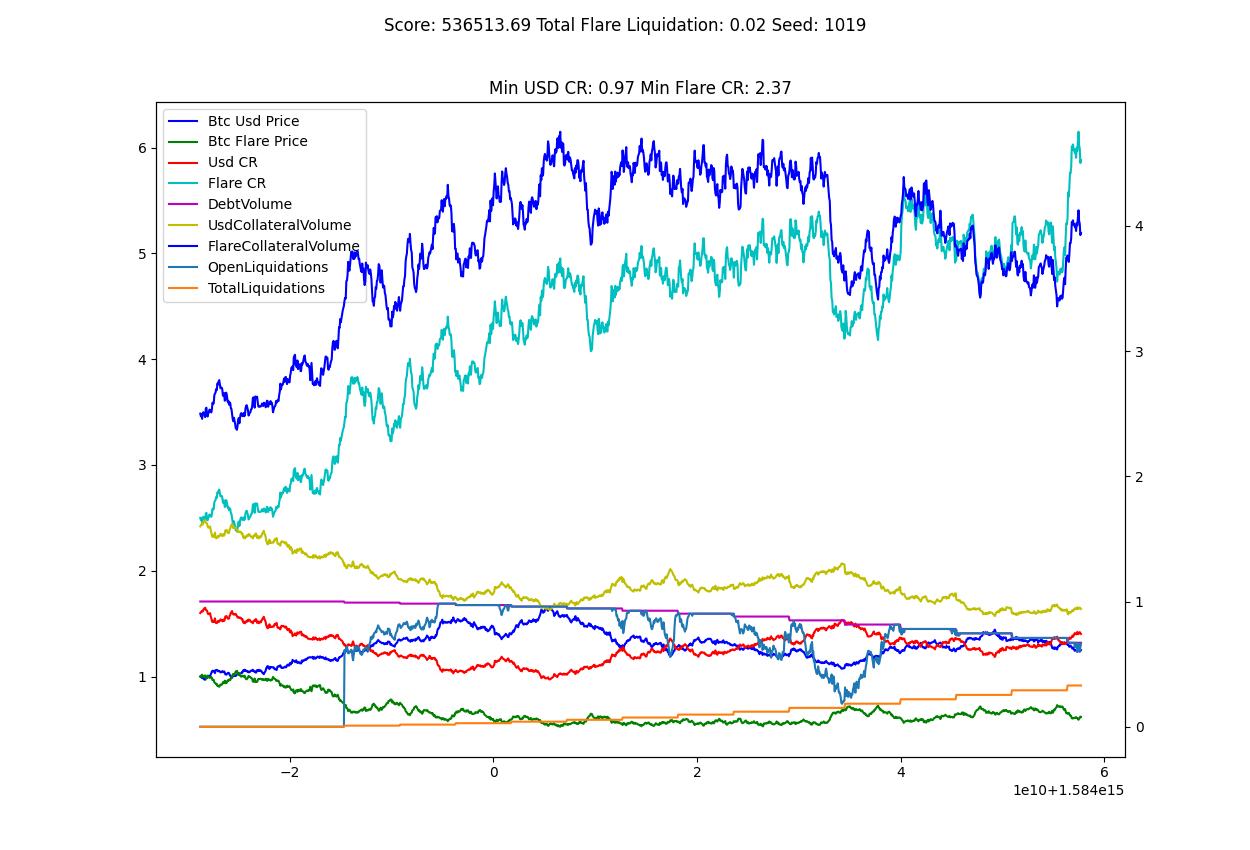 Score: 536513.69 Total Flare Liquidation: 0.02 Seed: 1019
Min USD CR: 0.97 Min Flare CR: 2.37
Btc Usd Price
Btc Flare Price
Usd CR
Flare CR
DebtVolume
UsdCollateralVolume
FlareCollateralVolume
OpenLiquidations
TotalLiquidations
6
5
4
3
2
1
4
3
2
1
0
−2
0
2
4
6
1e10+1.584e15